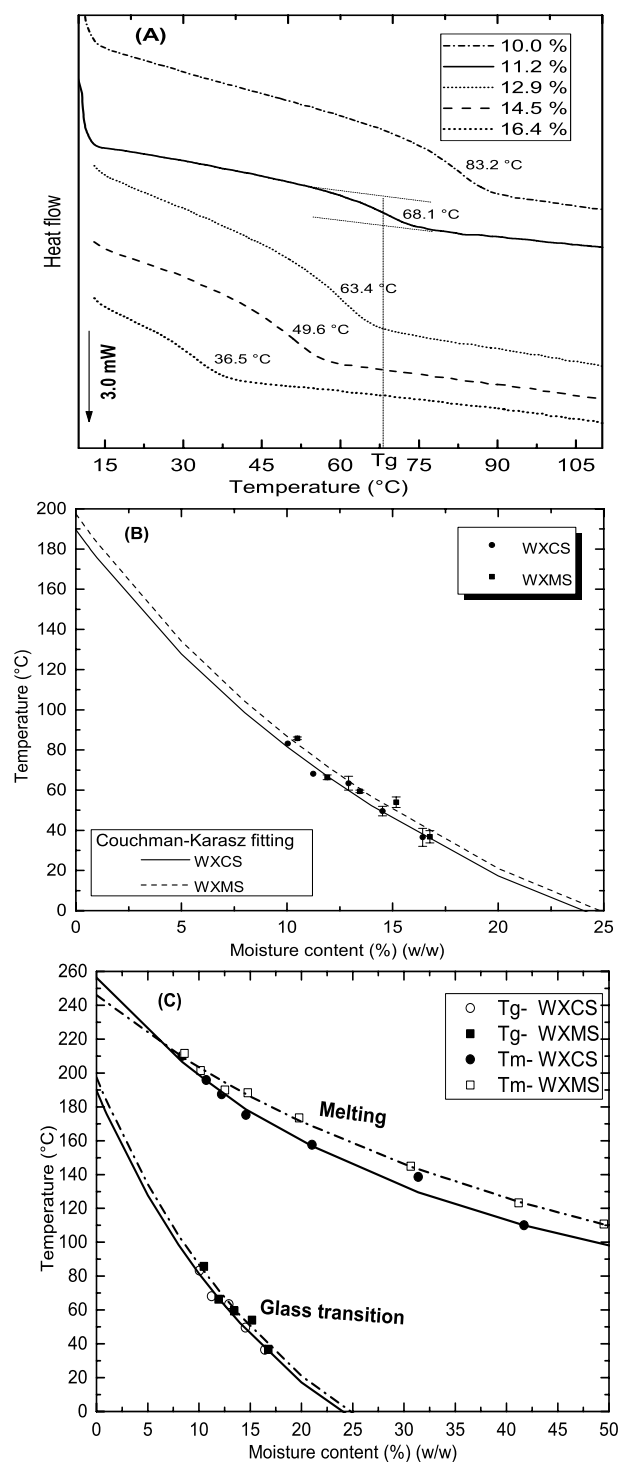 (A)
10.0 %
11.2 %
12.9 %
14.5 %
16.4 %
83.2 °C
68.1 °C
63.4 °C
49.6 °C
36.5 °C
Heat flow
3.0 mW
15 30 45 60 Tg 75 90 105
Temperature (°C)
(B)
WXCS
WXMS
200
180
160
140
120
100
80
60
40
20
0
Temperature (°C)
Couchman-Karasz fitting
WXCS
WXMS
0 5 10 15 20 25
Moisture content (%) (w/w)
(C)
Tg- WXCS
Tg- WXMS
Tm- WXCS
Tm- WXMS
260
240
220
200
180
160
140
120
100
80
60
40
20
0
Temperature (°C)
Melting
Glass transition
0 5 10 15 20 25 30 35 40 45 50
Moisture content (%) (w/w)